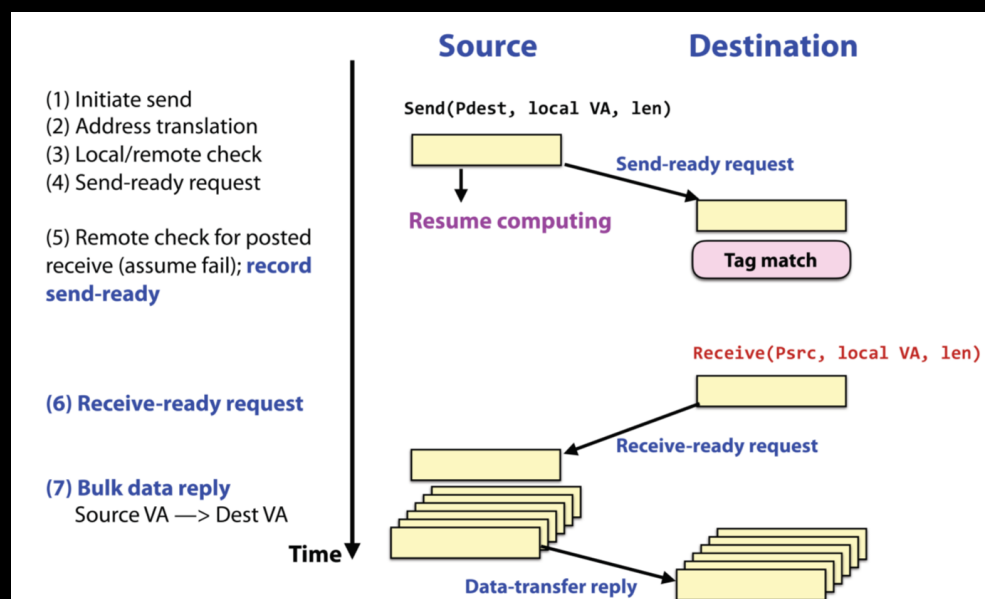 Source
Destination
(1) Initiate send
(2) Address translation
(3) Local/remote check
(4) Send-ready request
(5) Remote check for posted
receive (assume fail); record
send-ready
(6) Receive-ready request
(7) Bulk data reply
Source VA —> Dest VA
Time
Send(Pdest, local VA, len)
Send-ready request
Resume computing
Tag match
Receive(Psrc, local VA, len)
Receive-ready request
Data-transfer reply